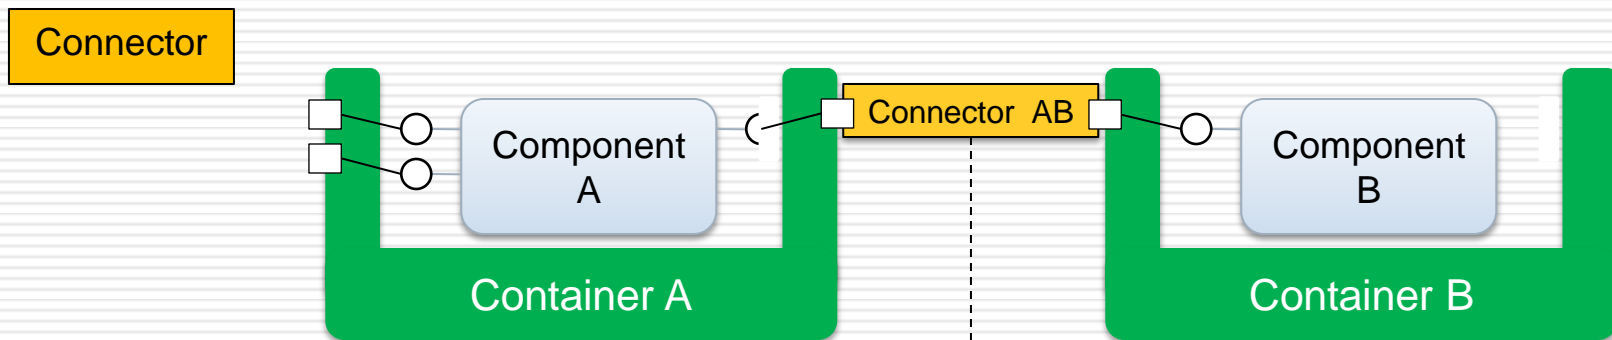 Connector
Connector AB
Component
A
Component
B
Container A
Container B